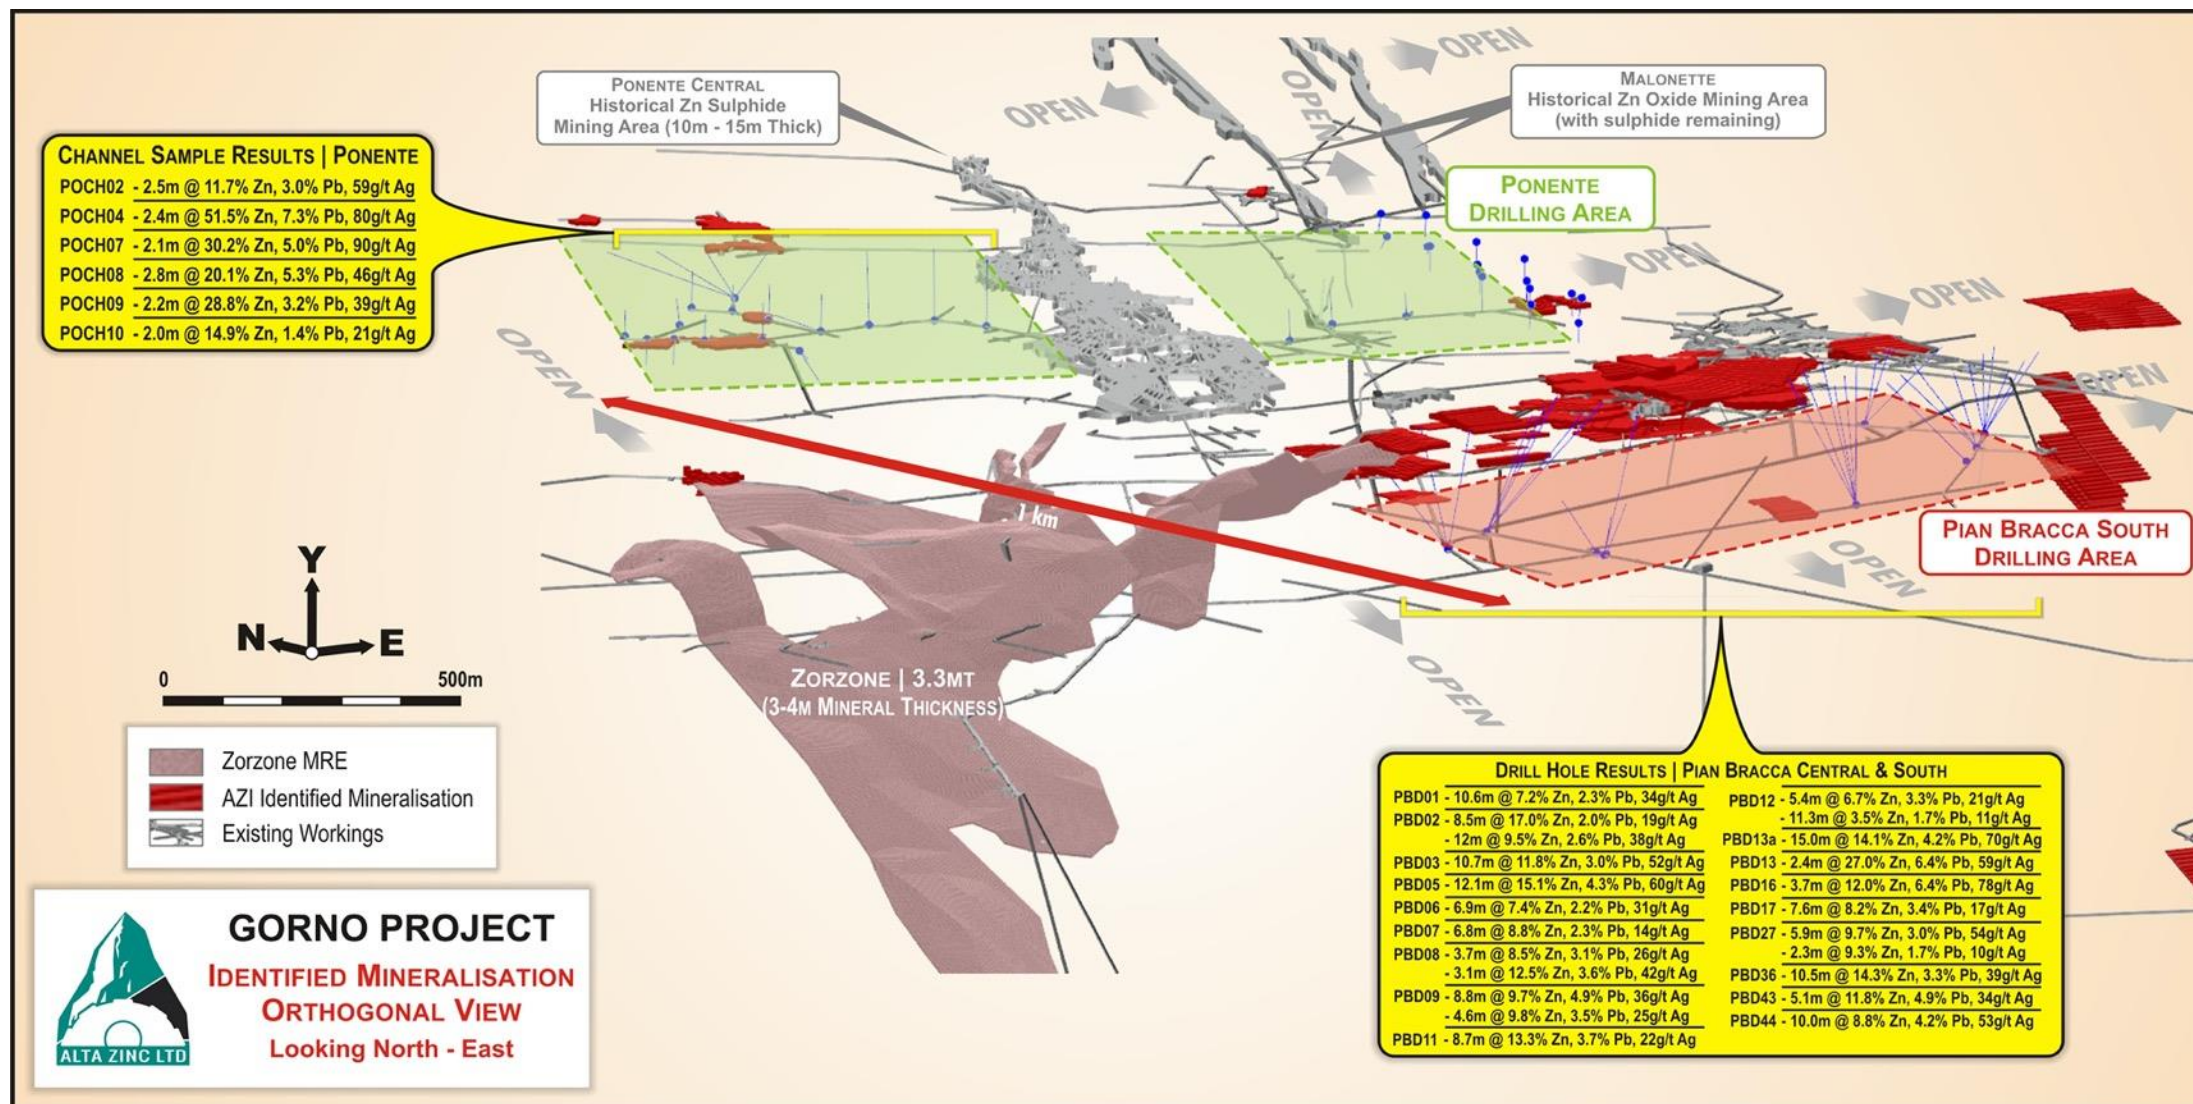 PONENTE CENTRAL
Historical Zn Sulphide
Mining Area (10m - 15m Thick)
OPEN
OPEN
OPEN
MALONETTE
Historical Zn Oxide Mining Area
(with sulphide remaining)
CHANNEL SAMPLE RESULTS | PONENTE
POCH02 - 2.5m @ 11.7% Zn, 3.0% Pb, 59g/t Ag
POCH04 - 2.4m @ 51.5% Zn, 7.3% Pb, 80g/t Ag
POCH07 - 2.1m @ 30.2% Zn, 5.0% Pb, 90g/t Ag
POCH08 - 2.8m @ 20.1% Zn, 5.3% Pb, 46g/t Ag
POCH09 - 2.2m @ 28.8% Zn, 3.2% Pb, 39g/t Ag
POCH10 - 2.0m @ 14.9% Zn, 1.4% Pb, 21g/t Ag
PONENTE
DRILLING AREA
OPEN
OPEN
OPEN
OPEN
1 km
PIAN BRACCA SOUTH
DRILLING AREA
OPEN
OPEN
Y
N
E
0 500m
ZORZONE | 3.3MT
(3-4M MINERAL THICKNESS)
Zorzone MRE
AZI Identified Mineralisation
Existing Workings
GORNO PROJECT
IDENTIFIED MINERALISATION
ORTHOGONAL VIEW
Looking North - East
ALTA ZINC LTD
DRILL HOLE RESULTS | PIAN BRACCA CENTRAL & SOUTH
PBD01 - 10.6m @ 7.2% Zn, 2.3% Pb, 34g/t Ag
PBD02 - 8.5m @ 17.0% Zn, 2.0% Pb, 19g/t Ag
- 12m @ 9.5% Zn, 2.6% Pb, 38g/t Ag
PBD03 - 10.7m @ 11.8% Zn, 3.0% Pb, 52g/t Ag
PBD05 - 12.1m @ 15.1% Zn, 4.3% Pb, 60g/t Ag
PBD06 - 6.9m @ 7.4% Zn, 2.2% Pb, 31g/t Ag
PBD07 - 6.8m @ 8.8% Zn, 2.3% Pb, 14g/t Ag
PBD08 - 3.7m @ 8.5% Zn, 3.1% Pb, 26g/t Ag
- 3.1m @ 12.5% Zn, 3.6% Pb, 42g/t Ag
PBD09 - 8.8m @ 9.7% Zn, 4.9% Pb, 36g/t Ag
- 4.6m @ 9.8% Zn, 3.5% Pb, 25g/t Ag
PBD11 - 8.7m @ 13.3% Zn, 3.7% Pb, 22g/t Ag
PBD12 - 5.4m @ 6.7% Zn, 3.3% Pb, 21g/t Ag
- 11.3m @ 3.5% Zn, 1.7% Pb, 11g/t Ag
PBD13a - 15.0m @ 14.1% Zn, 4.2% Pb, 70g/t Ag
PBD13 - 2.4m @ 27.0% Zn, 6.4% Pb, 59g/t Ag
PBD16 - 3.7m @ 12.0% Zn, 6.4% Pb, 78g/t Ag
PBD17 - 7.6m @ 8.2% Zn, 3.4% Pb, 17g/t Ag
PBD27 - 5.9m @ 9.7% Zn, 3.0% Pb, 54g/t Ag
- 2.3m @ 9.3% Zn, 1.7% Pb, 10g/t Ag
PBD36 - 10.5m @ 14.3% Zn, 3.3% Pb, 39g/t Ag
PBD43 - 5.1m @ 11.8% Zn, 4.9% Pb, 34g/t Ag
PBD44 - 10.0m @ 8.8% Zn, 4.2% Pb, 53g/t Ag